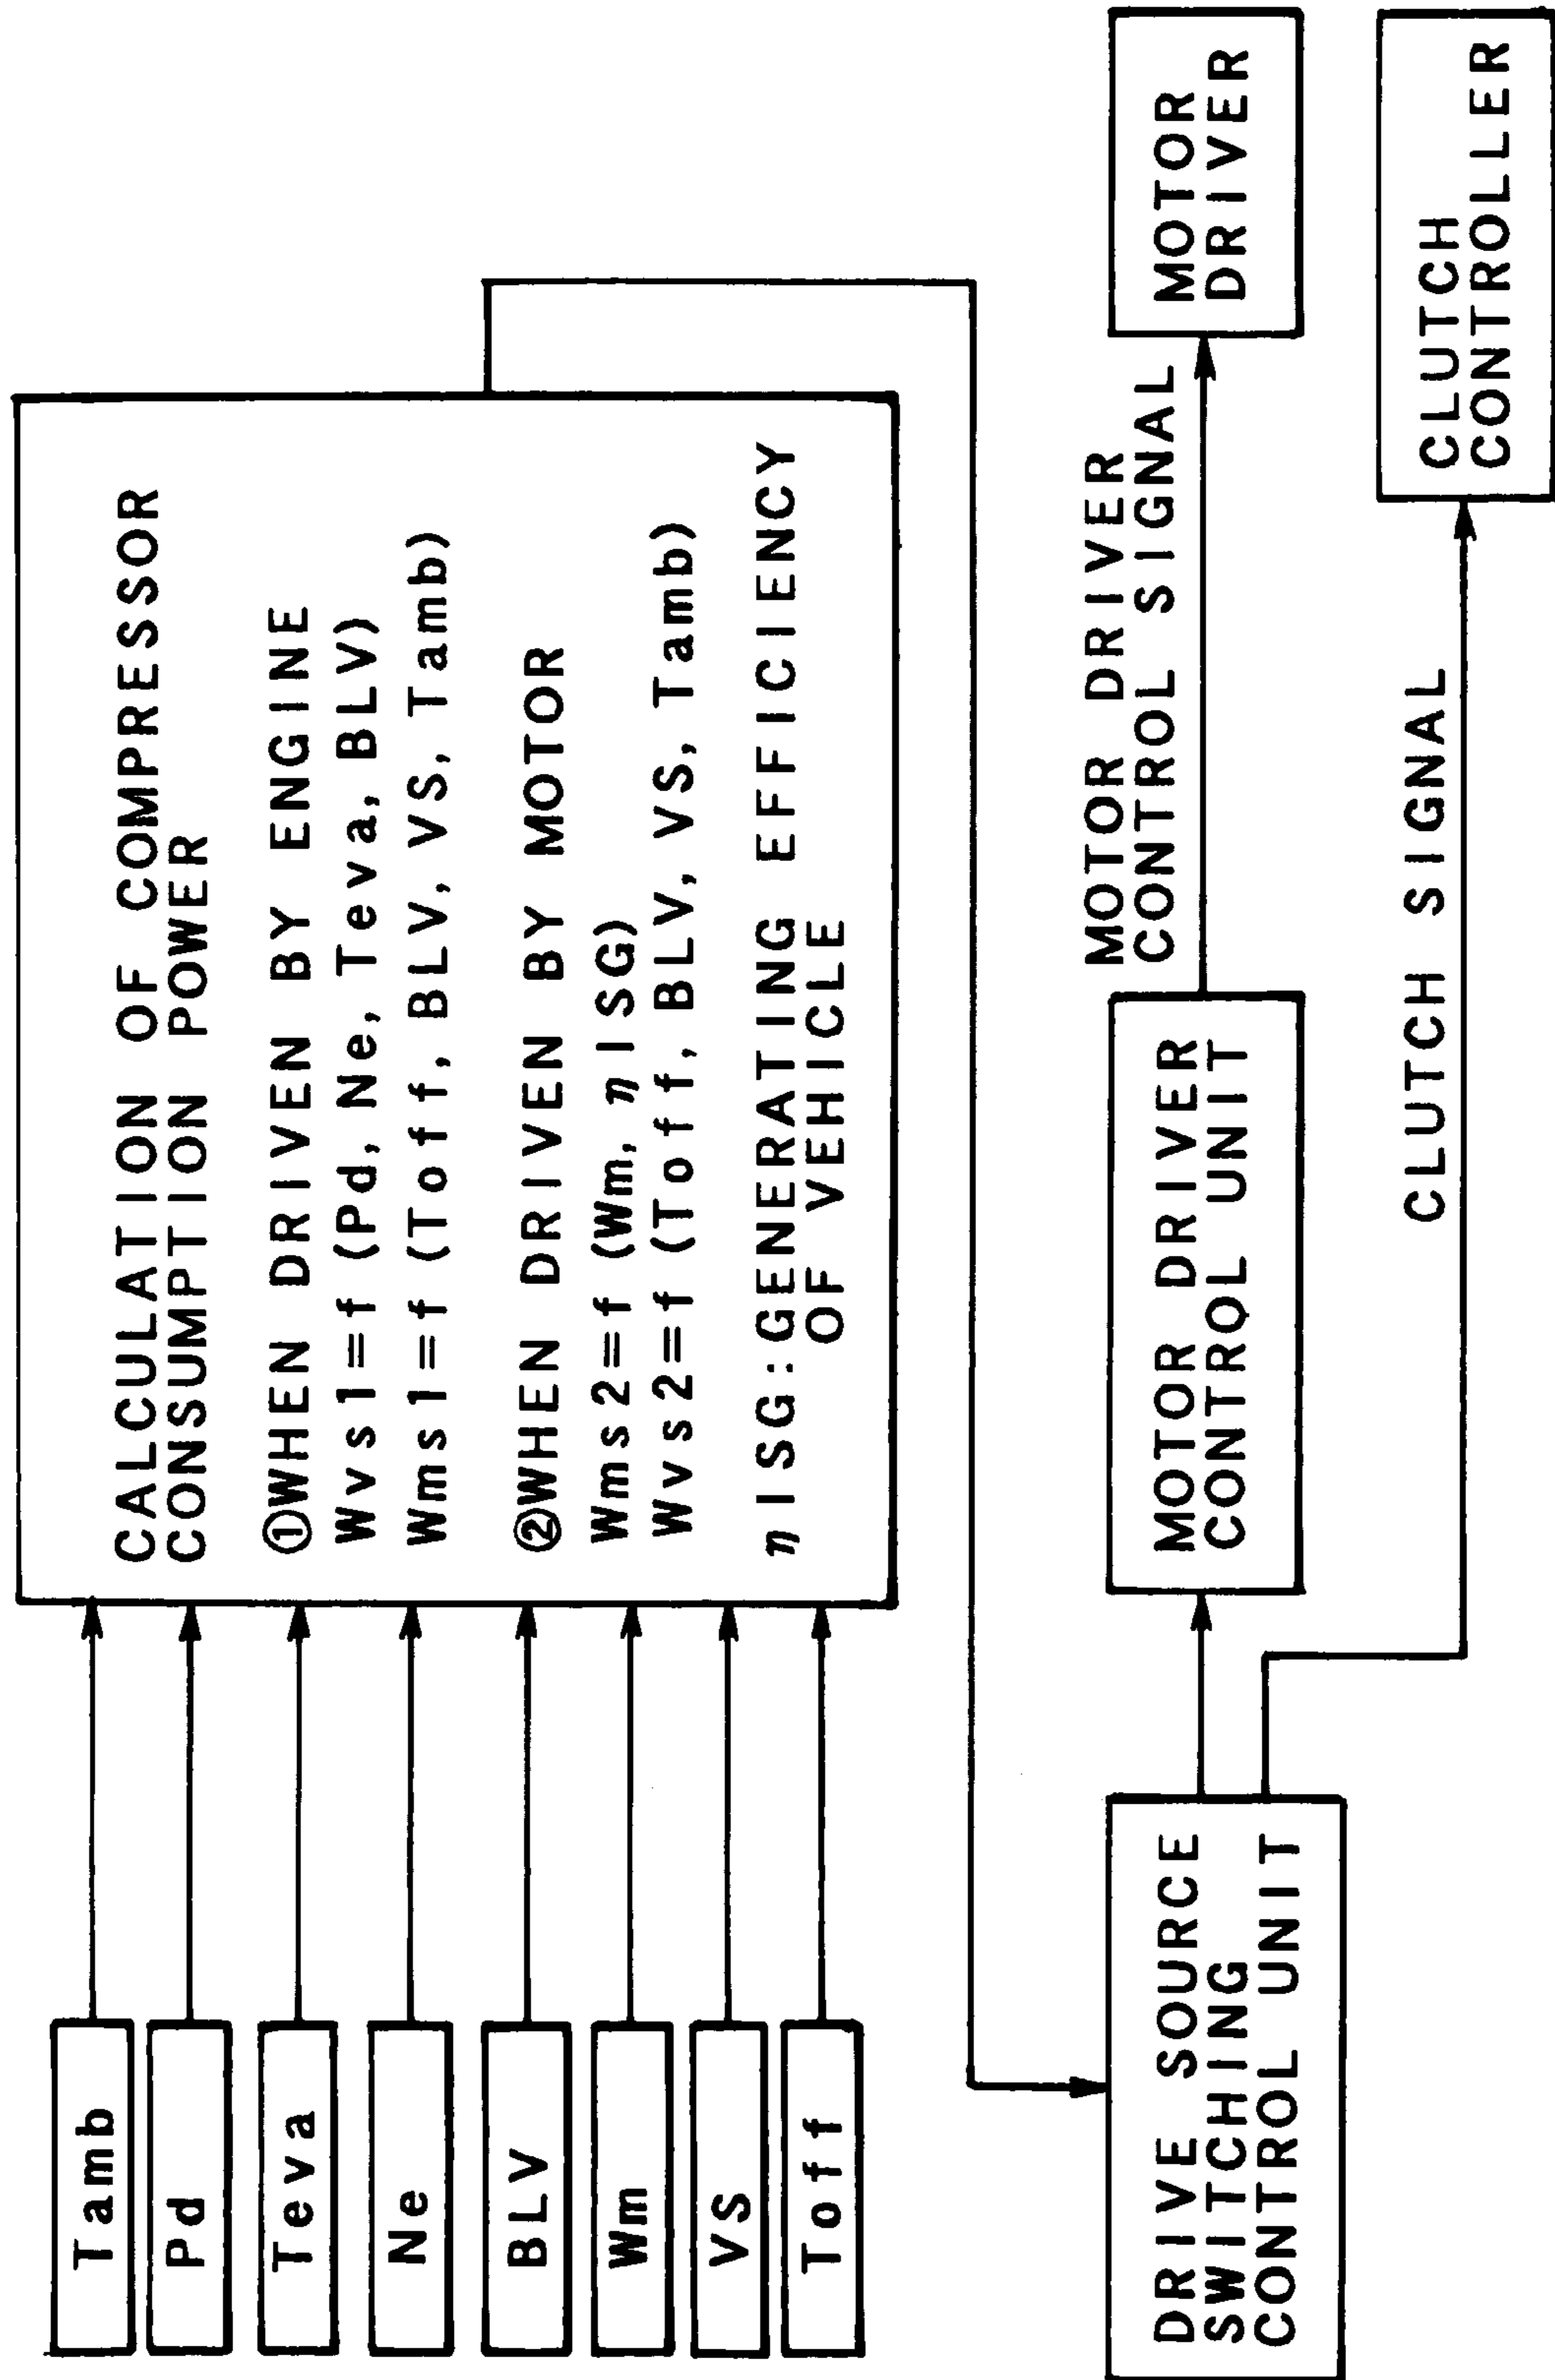 Tamb
Pd
Teva
Ne
BLV
Wm
VS
Toff
CALCULATION OF COMPRESSOR
CONSUMPTION POWER
①WHEN DRIVEN BY ENGINE
Wvs1=f(Pd, Ne, Teva, BLV)
Wms1=f(Toff, BLV, VS, Tamb)
②WHEN DRIVEN BY MOTOR
Wms2=f(Wm, ηISG)
Wvs2=f(Toff, BLV, VS, Tamb)
ηISG:GENERATING EFFICIENCY
OF VEHICLE
DRIVE SOURCE
SWITCHING
CONTROL UNIT
MOTOR DRIVER
CONTROL UNIT
MOTOR DRIVER
CONTROL SIGNAL
MOTOR
DRIVER
CLUTCH SIGNAL
CLUTCH
CONTROLLER